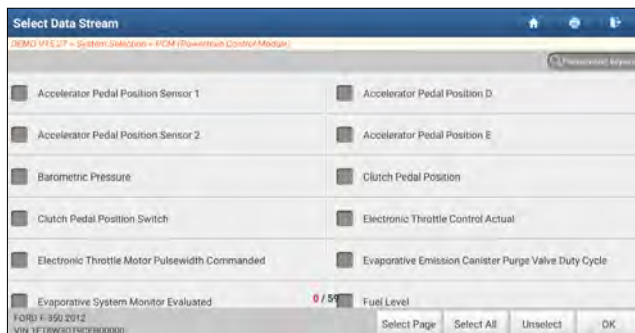 Select Data Stream
DEMO V15.27 > System Selection > PCM (Powertrain Control Module)
Accelerator Pedal Position Sensor 1
Accelerator Pedal Position D
Accelerator Pedal Position Sensor 2
Accelerator Pedal Position E
Barometric Pressure
Clutch Pedal Position
Clutch Pedal Position Switch
Electronic Throttle Control Actual
Electronic Throttle Motor Pulsewidth Commanded
Evaporative Emission Canister Purge Valve Duty Cycle
Evaporative System Monitor Evaluated
0 / 59
Fuel Level
FORD F-350 2012
VIN
Select Page
Select All
Unselect
OK